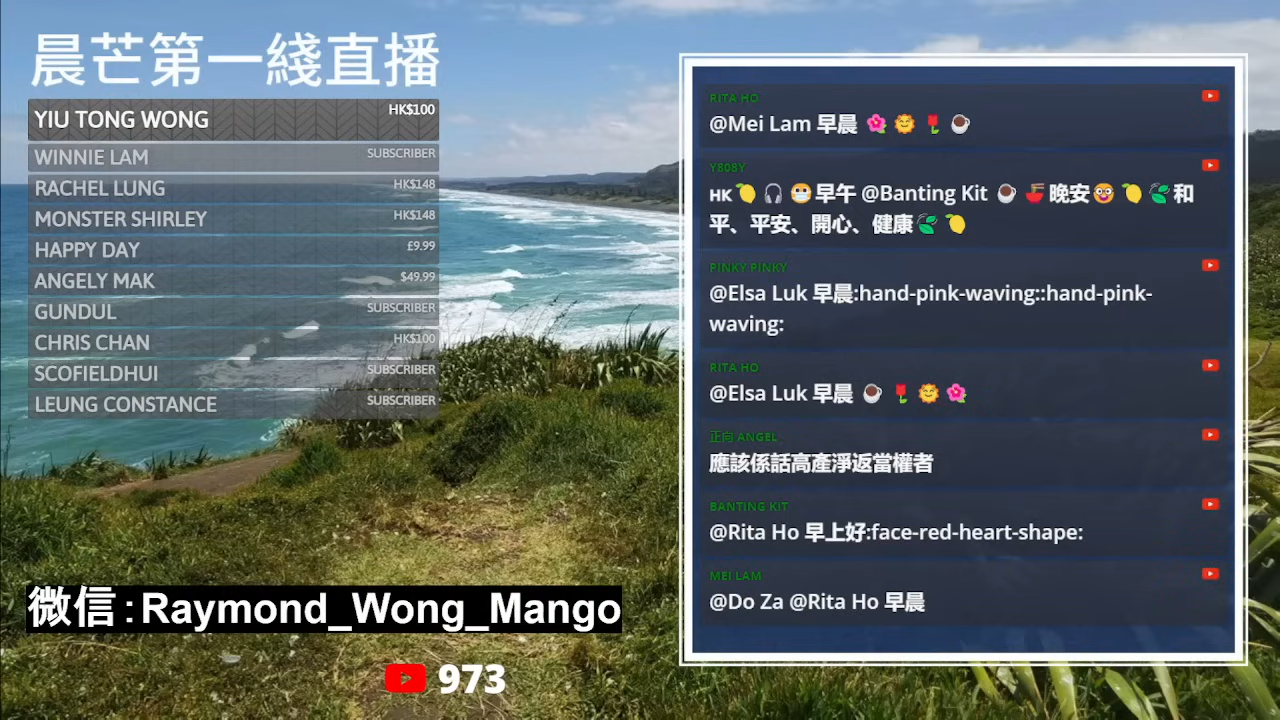 晨芒第一綫直播
YIU TONG WONG HK$100
WINNIE LAM SUBSCRIBER
RACHEL LUNG HK$148
MONSTER SHIRLEY HK$148
HAPPY DAY £9.99
ANGELY MAK $49.99
GUNDUL SUBSCRIBER
CHRIS CHAN HK$100
SCOFIELDHUI SUBSCRIBER
LEUNG CONSTANCE SUBSCRIBER
微信:Raymond_Wong_Mango
973
RITA HO
@Mei Lam 早晨 🌺 🌞 🌷 ☕
Y808Y
HK🍋 🎧 😷早午 @Banting Kit ☕ 🍜晚安🐵 🍋 🍃和
平、平安、開心、健康🍃 🍋
PINKY PINKY
@Elsa Luk 早晨:hand-pink-waving::hand-pink-
waving:
RITA HO
@Elsa Luk 早晨 ☕ 🌷 🌞 🌺
正向 ANGEL
應該係話高產淨返當權者
BANTING KIT
@Rita Ho 早上好:face-red-heart-shape:
MEI LAM
@Do Za @Rita Ho 早晨